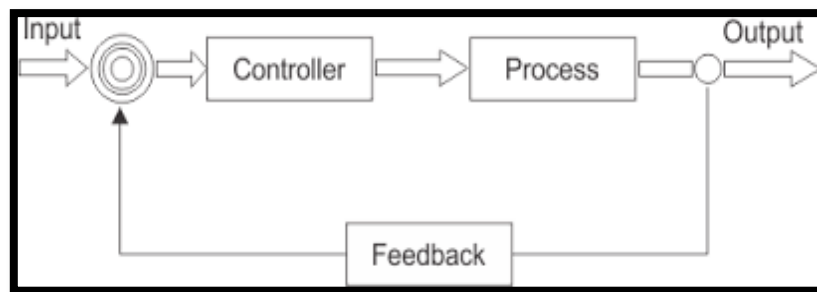 Input
Output
Controller
Process
Feedback